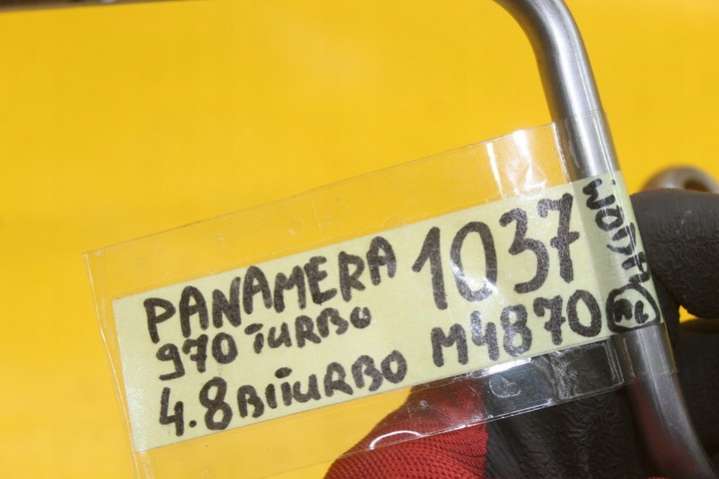 PANAMERA 1037
970 TURBO
4.8 BITURBO M4870